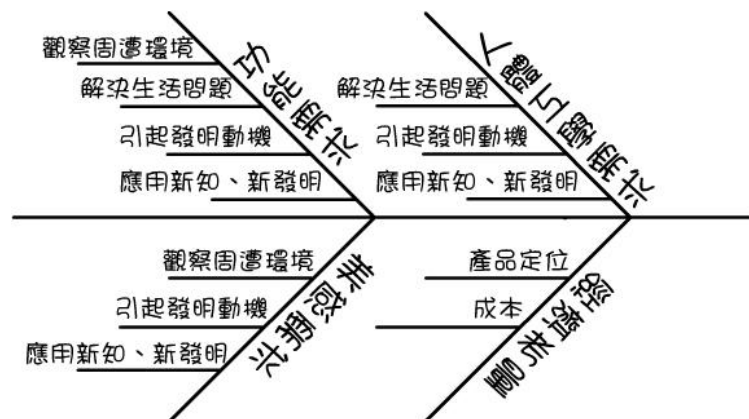 觀察周遭環境
解決生活問題
引起發明動機
應用新知、新發明
功能需求
解決生活問題
引起發明動機
應用新知、新發明
人體工學需求
觀察周遭環境
引起發明動機
應用新知、新發明
美感需求
產品定位
成本
經濟考量